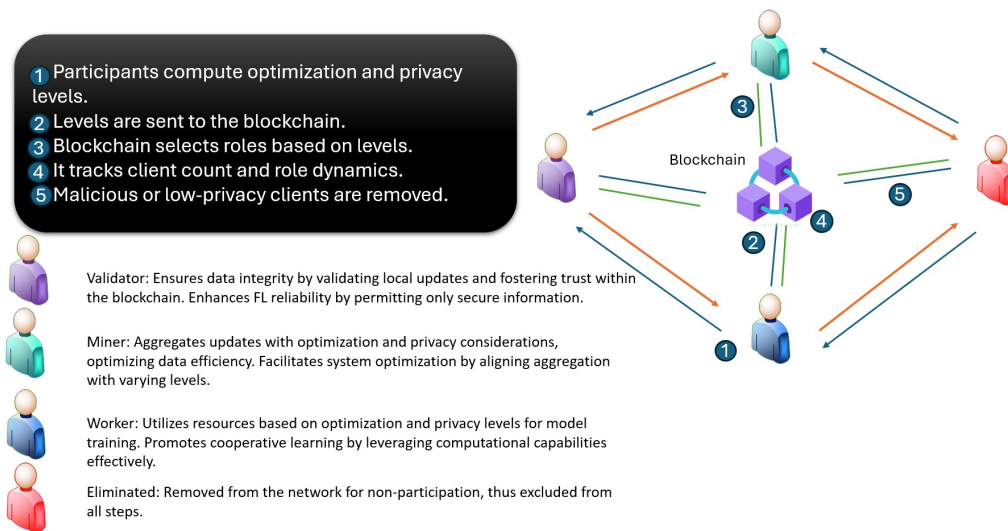 1 Participants compute optimization and privacy
levels.
2 Levels are sent to the blockchain.
3 Blockchain selects roles based on levels.
4 It tracks client count and role dynamics.
5 Malicious or low-privacy clients are removed.
3
Blockchain
5
4
2
1
Validator: Ensures data integrity by validating local updates and fostering trust within
the blockchain. Enhances FL reliability by permitting only secure information.
Miner: Aggregates updates with optimization and privacy considerations,
optimizing data efficiency. Facilitates system optimization by aligning aggregation
with varying levels.
Worker: Utilizes resources based on optimization and privacy levels for model
training. Promotes cooperative learning by leveraging computational capabilities
effectively.
Eliminated: Removed from the network for non-participation, thus excluded from
all steps.